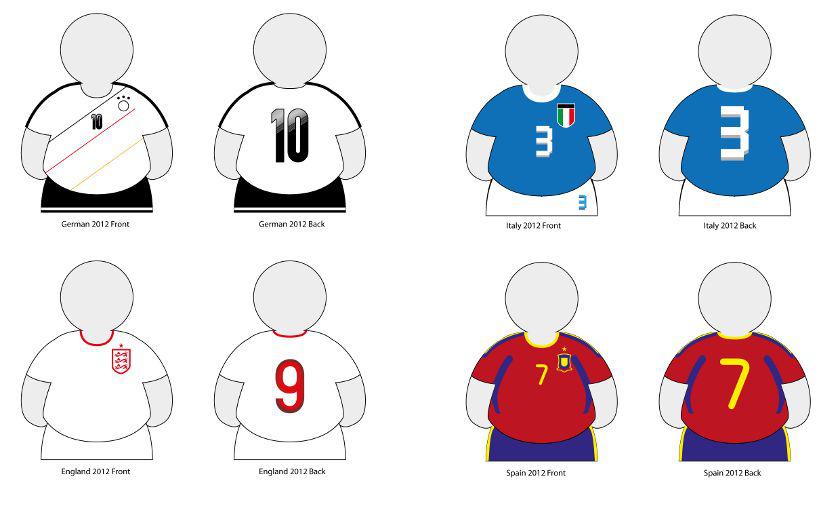 10
10
3
3
3
German 2012 Front
German 2012 Back
Italy 2012 Front
Italy 2012 Back
9
7
7
England 2012 Front
England 2012 Back
Spain 2012 Front
Spain 2012 Back